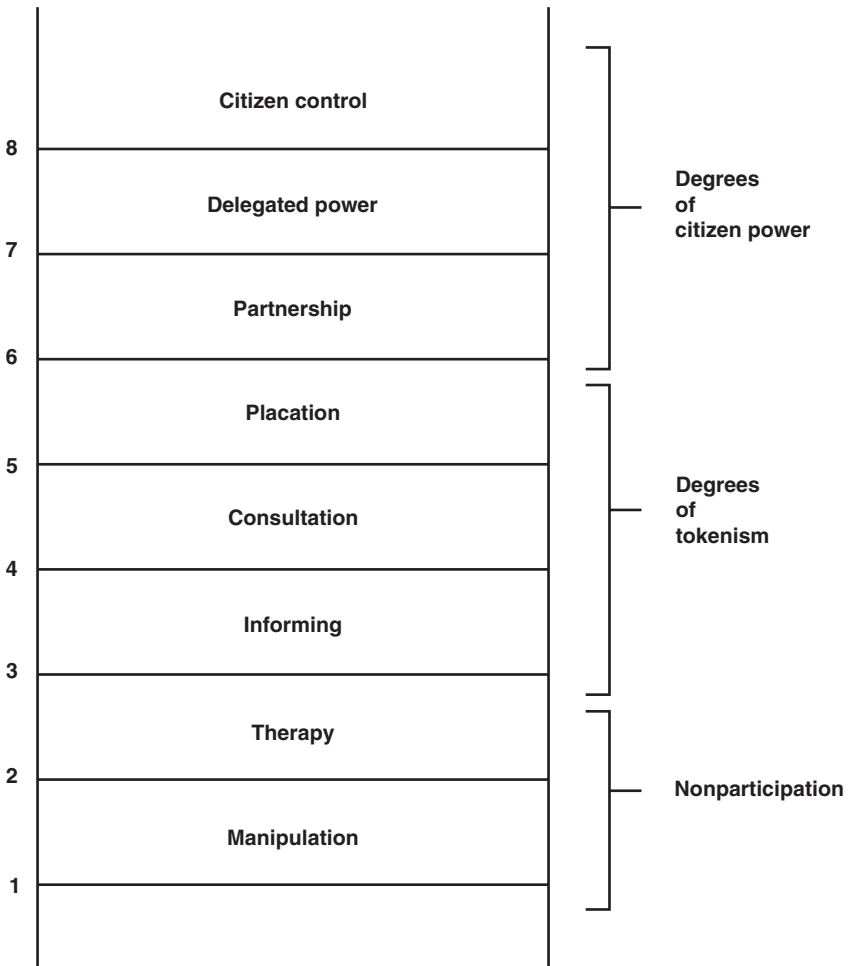 Citizen control
8
Delegated power
7
Partnership
6
Placation
5
Consultation
4
Informing
3
Therapy
2
Manipulation
1
Degrees
of
citizen power
Degrees
of
tokenism
Nonparticipation